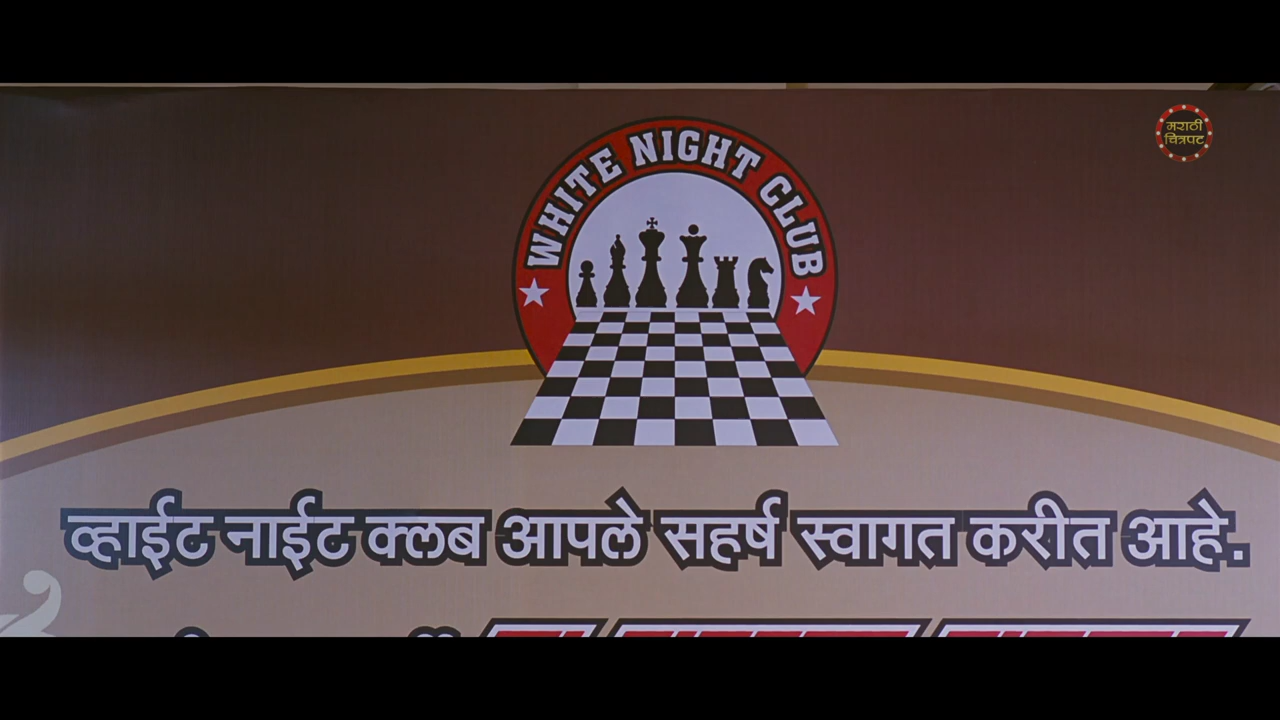 WHITE NIGHT CLUB
मराठी
चित्रपट
व्हाईट नाईट क्लब आपले सहर्ष स्वागत करीत आहे.